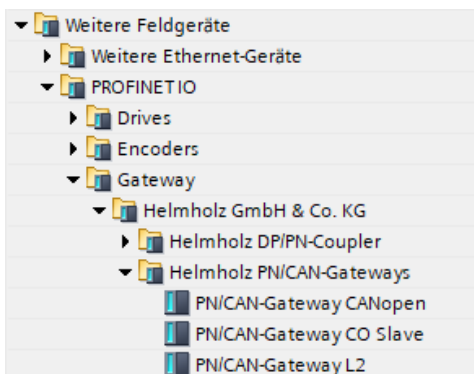 Weitere Feldgeräte
Weitere Ethernet-Geräte
PROFINET IO
Drives
Encoders
Gateway
Helmholz GmbH & Co. KG
Helmholz DP/PN-Coupler
Helmholz PN/CAN-Gateways
PN/CAN-Gateway CANopen
PN/CAN-Gateway CO Slave
PN/CAN-Gateway L2